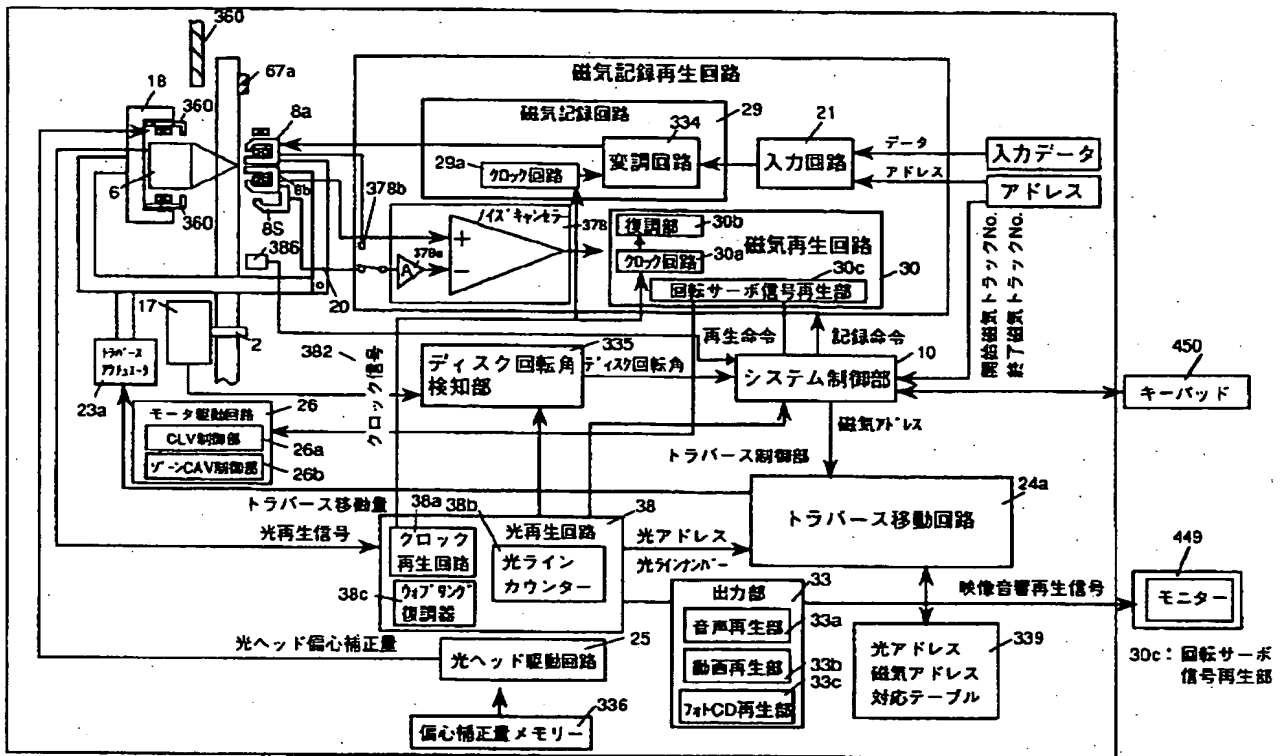 360
67a
18
360
8a
6
8b
360
8S
386
378b
20
17
2
382
磁気記録再生回路
磁気記録回路
29
334
変調回路
29a
クロック回路
21
入力回路
データ
アドレス
入力データ
アドレス
ノイズキャンセラ
378
378a
A
+
−
復調部
30b
磁気再生回路
クロック回路
30a
30c
30
回転サーボ信号再生部
再生命令
記録命令
開始磁気トラックNo.
終了磁気トラックNo.
クロック信号
335
ディスク回転角
検知部
ディスク回転角
10
システム制御部
450
キーパッド
磁気アドレス
トラバース
アクチュエータ
23a
モータ駆動回路
26
CLV制御部
26a
ゾーンCAV制御部
26b
トラバース制御部
トラバース移動量
24a
トラバース移動回路
光再生信号
38a
38b
38
光再生回路
クロック
再生回路
光ライン
カウンター
38c
ウォブリング
復調器
光アドレス
光ラインナンバー
出力部
33
音声再生部
33a
動画再生部
33b
33c
フォトCD再生部
映像音響再生信号
449
モニター
光アドレス
磁気アドレス
対応テーブル
339
30c:回転サーボ
信号再生部
光ヘッド偏心補正量
25
光ヘッド駆動回路
336
偏心補正量メモリー